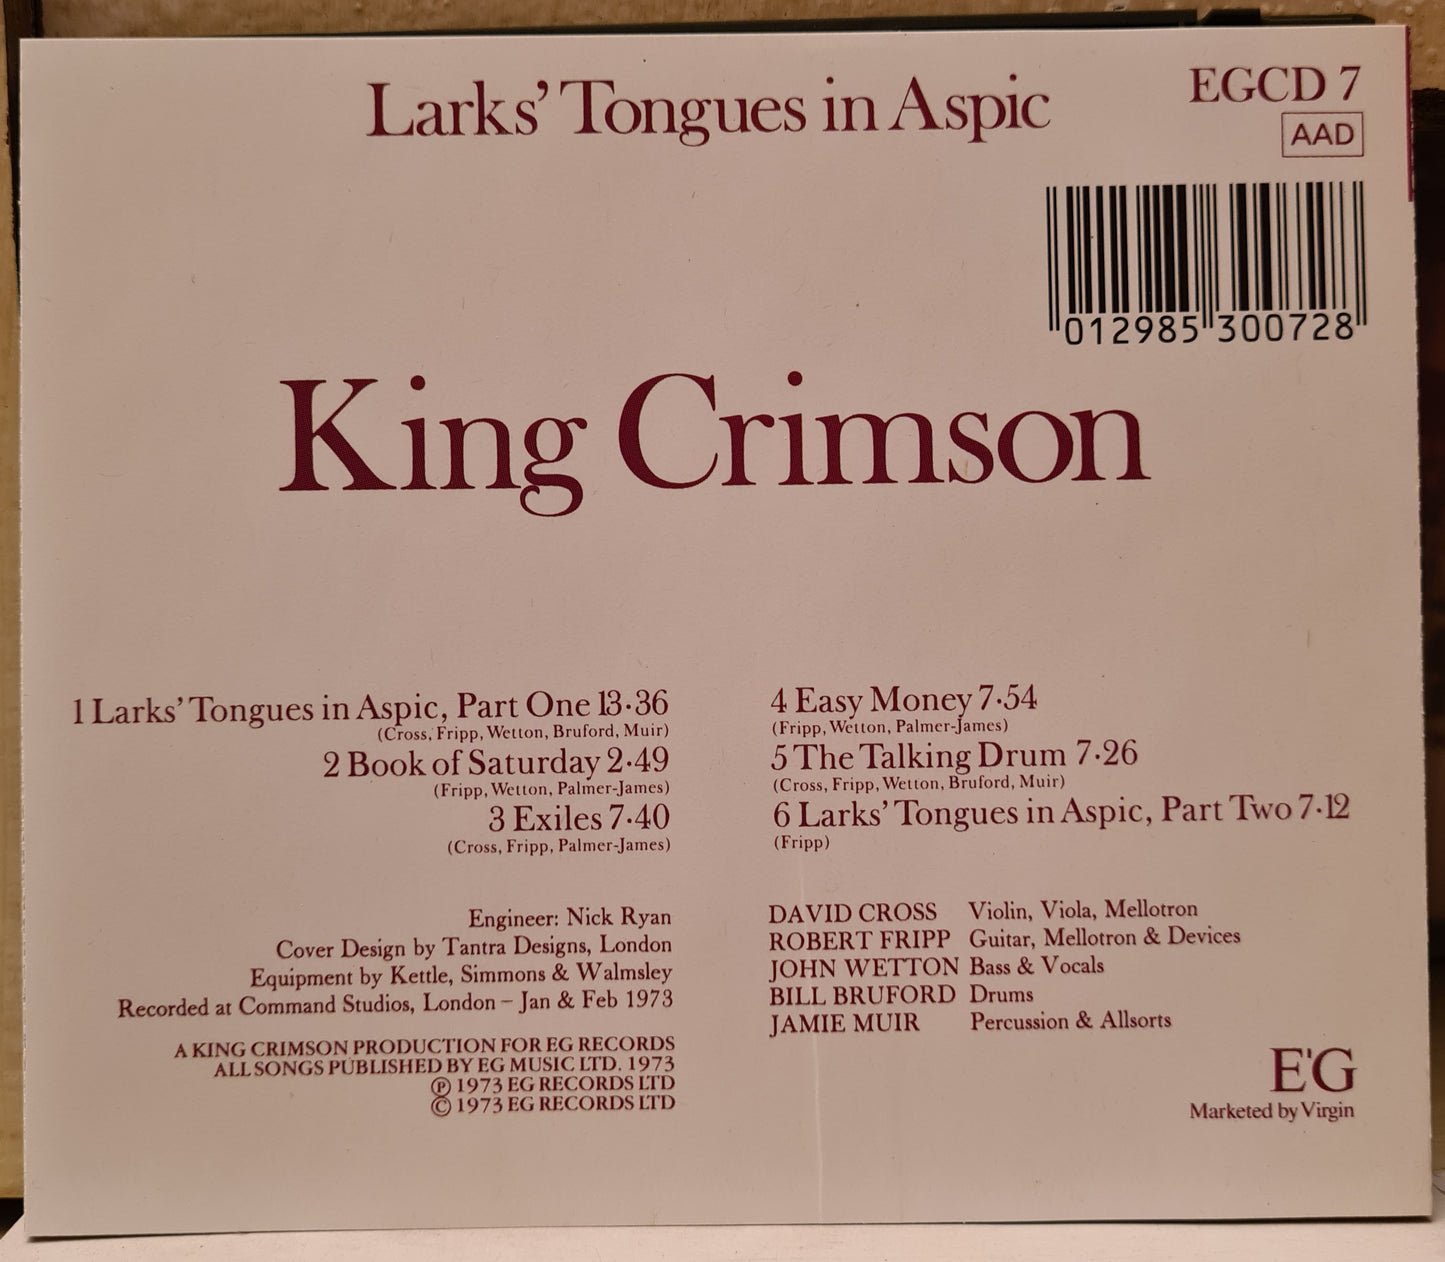 Larks' Tongues in Aspic
EGCD 7
AAD
012985 300728
King Crimson
1 Larks' Tongues in Aspic, Part One 13·36
(Cross, Fripp, Wetton, Bruford, Muir)
2 Book of Saturday 2·49
(Fripp, Wetton, Palmer-James)
3 Exiles 7·40
(Cross, Fripp, Palmer-James)
4 Easy Money 7·54
(Fripp, Wetton, Palmer-James)
5 The Talking Drum 7·26
(Cross, Fripp, Wetton, Bruford, Muir)
6 Larks' Tongues in Aspic, Part Two 7·12
(Fripp)
Engineer: Nick Ryan
Cover Design by Tantra Designs, London
Equipment by Kettle, Simmons & Walmsley
Recorded at Command Studios, London – Jan & Feb 1973
A KING CRIMSON PRODUCTION FOR EG RECORDS
ALL SONGS PUBLISHED BY EG MUSIC LTD. 1973
℗ 1973 EG RECORDS LTD
© 1973 EG RECORDS LTD
DAVID CROSS Violin, Viola, Mellotron
ROBERT FRIPP Guitar, Mellotron & Devices
JOHN WETTON Bass & Vocals
BILL BRUFORD Drums
JAMIE MUIR Percussion & Allsorts
E'G
Marketed by Virgin